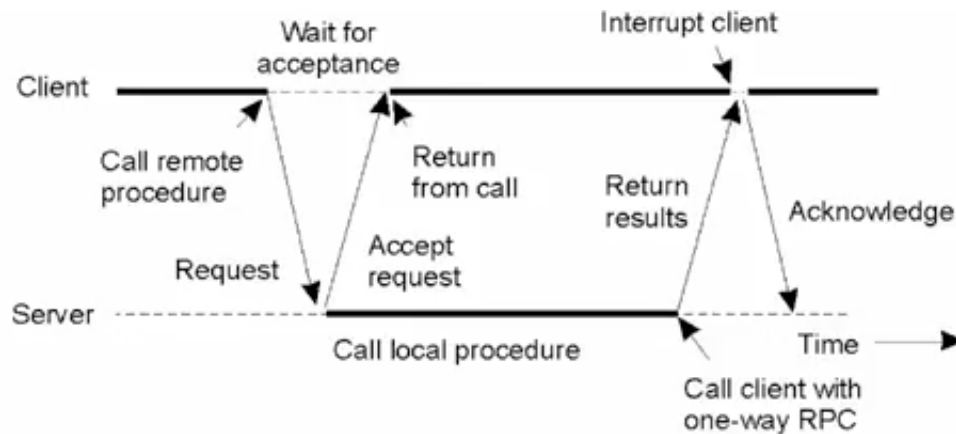 Interrupt client
Wait for
acceptance
Client
Call remote
procedure
Return
from call
Return
results
Acknowledge
Request
Accept
request
Server
Call local procedure
Time
Call client with
one-way RPC